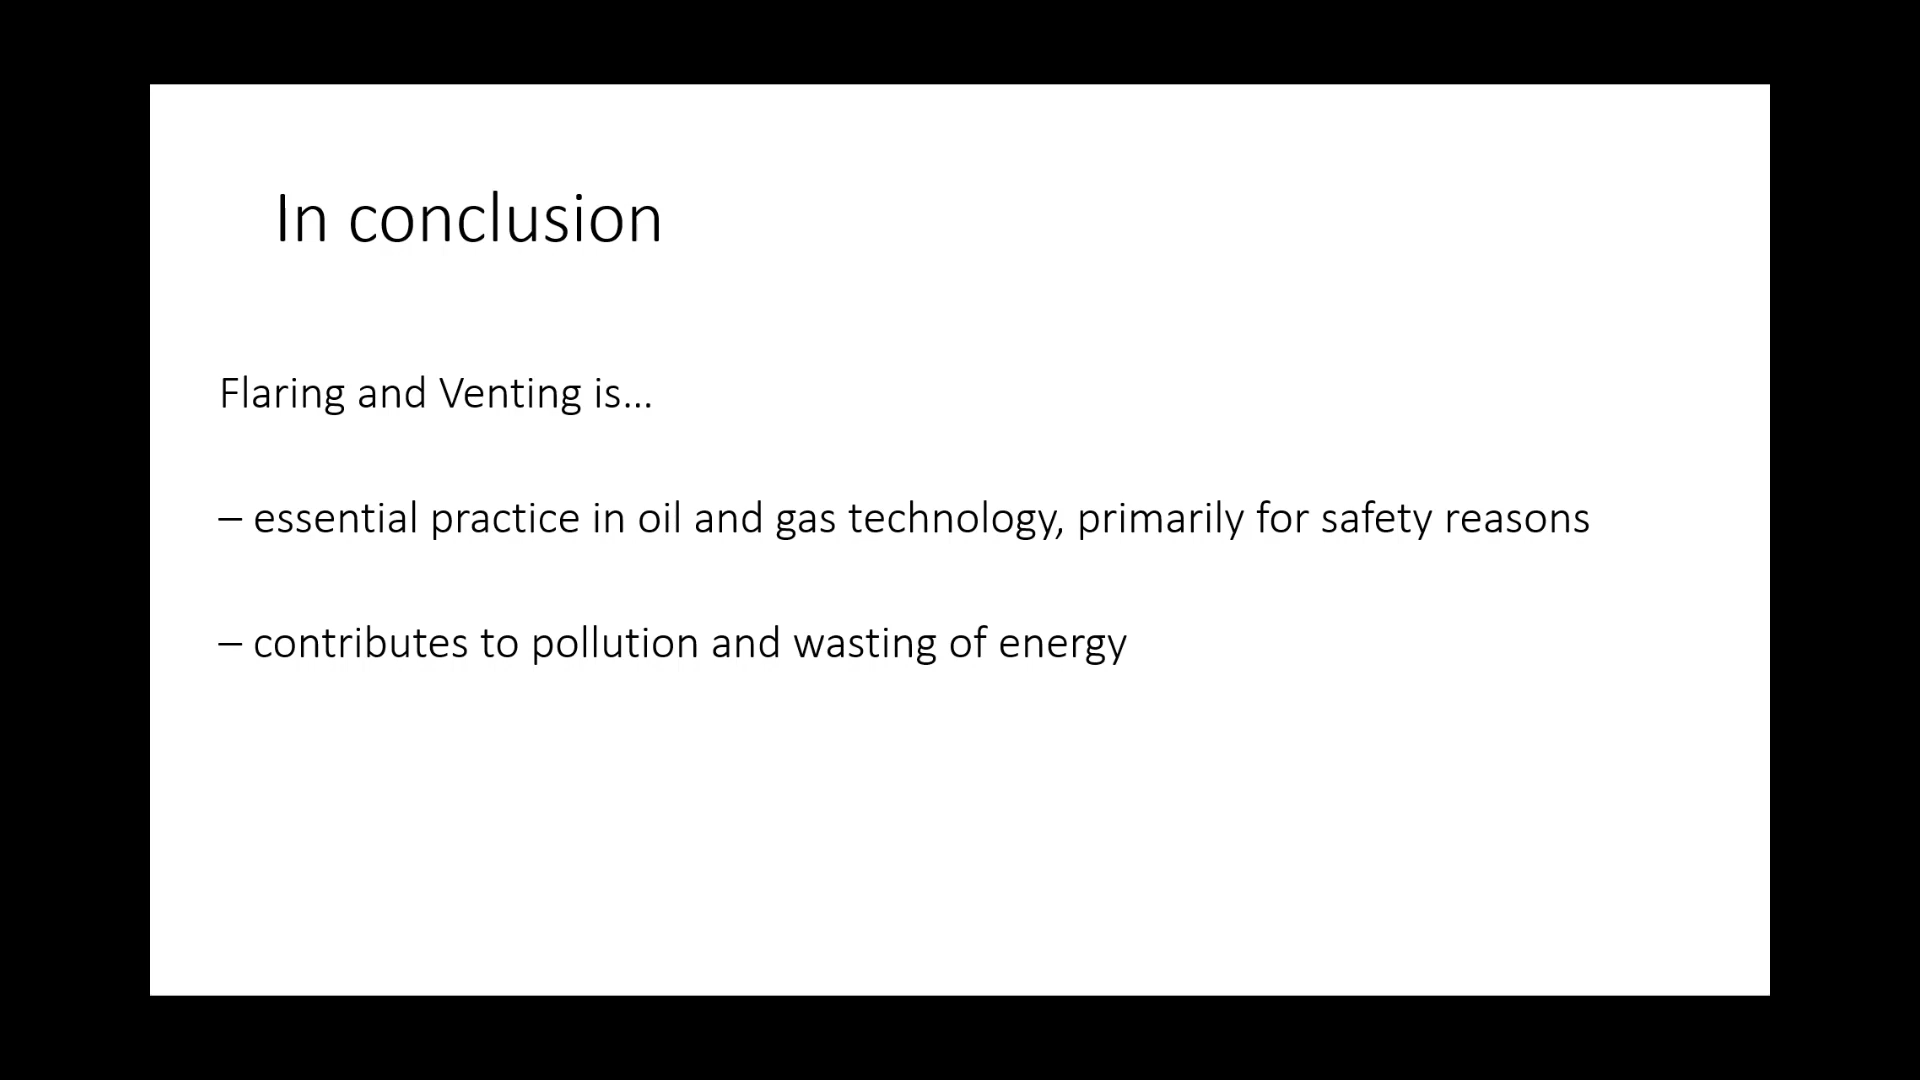 In conclusion
Flaring and Venting is...
– essential practice in oil and gas technology, primarily for safety reasons
– contributes to pollution and wasting of energy